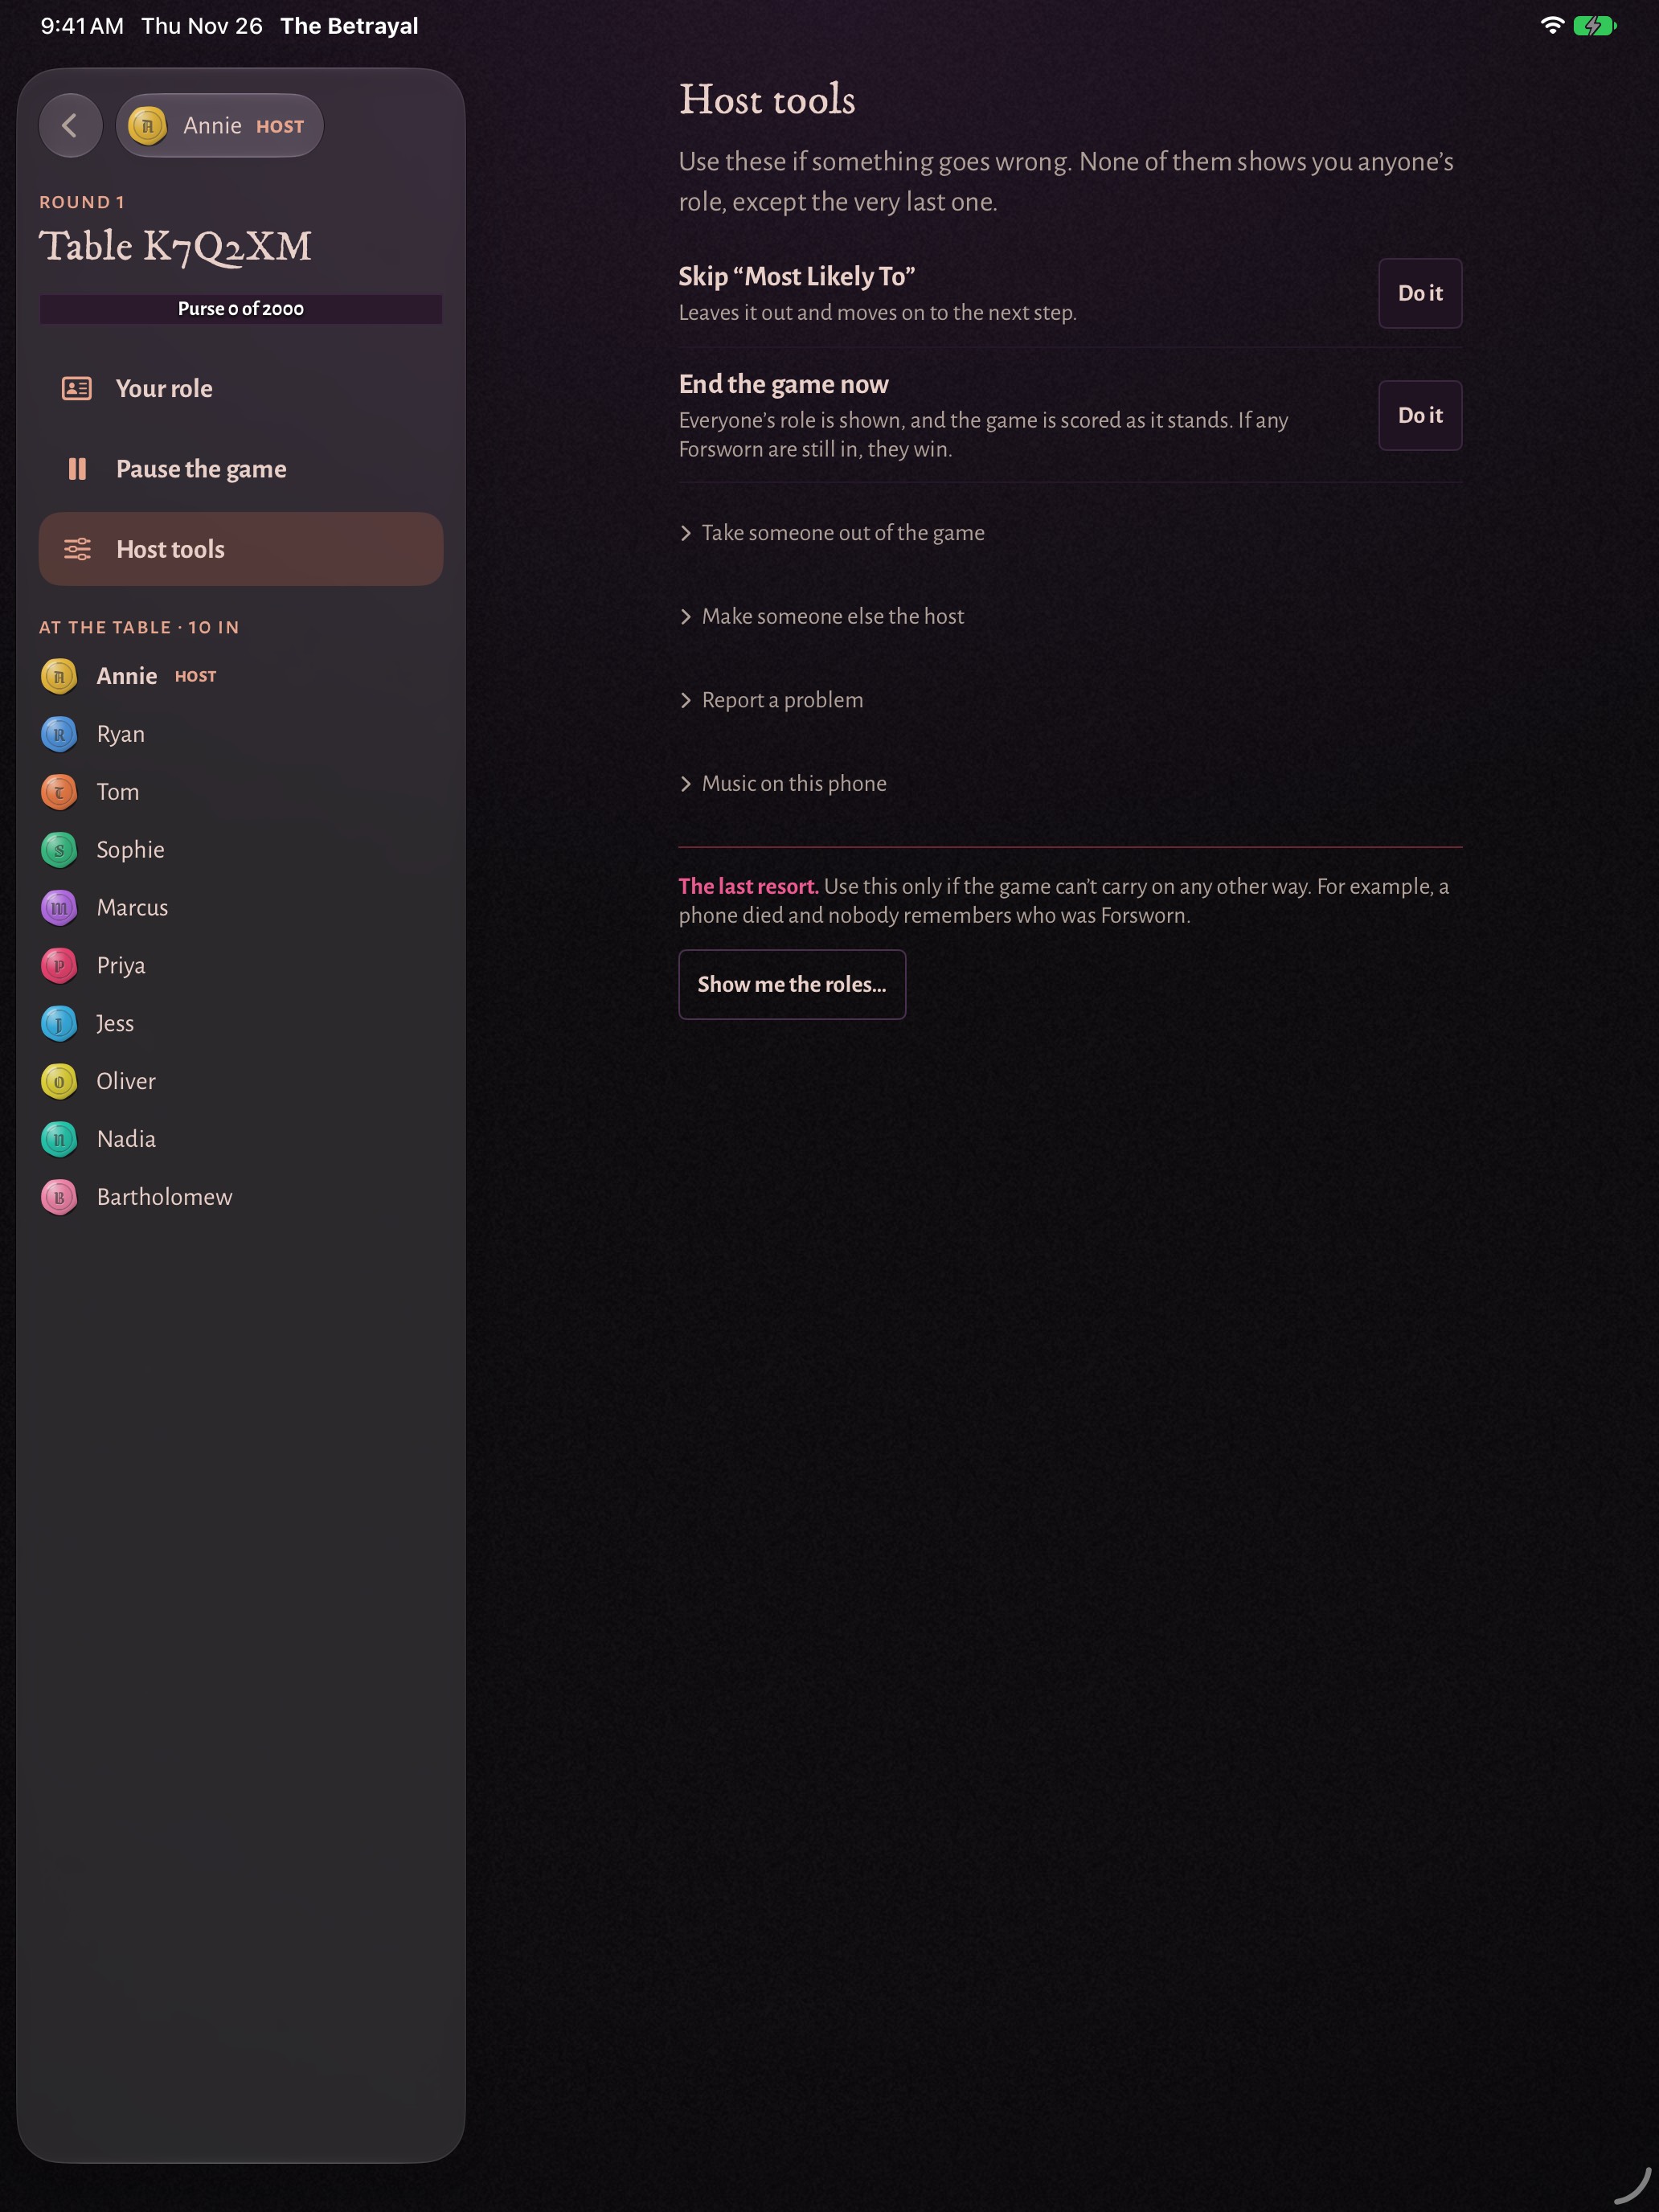 9:41 AM Thu Nov 26 The Betrayal
A Annie HOST
ROUND 1
Table K7Q2XM
Purse 0 of 2000
Your role
Pause the game
Host tools
AT THE TABLE · 10 IN
A Annie HOST
R Ryan
T Tom
S Sophie
M Marcus
P Priya
J Jess
O Oliver
N Nadia
B Bartholomew
Host tools
Use these if something goes wrong. None of them shows you anyone’s
role, except the very last one.
Skip “Most Likely To”
Leaves it out and moves on to the next step.
Do it
End the game now
Everyone’s role is shown, and the game is scored as it stands. If any
Forsworn are still in, they win.
Do it
Take someone out of the game
Make someone else the host
Report a problem
Music on this phone
The last resort. Use this only if the game can’t carry on any other way. For example, a
phone died and nobody remembers who was Forsworn.
Show me the roles…